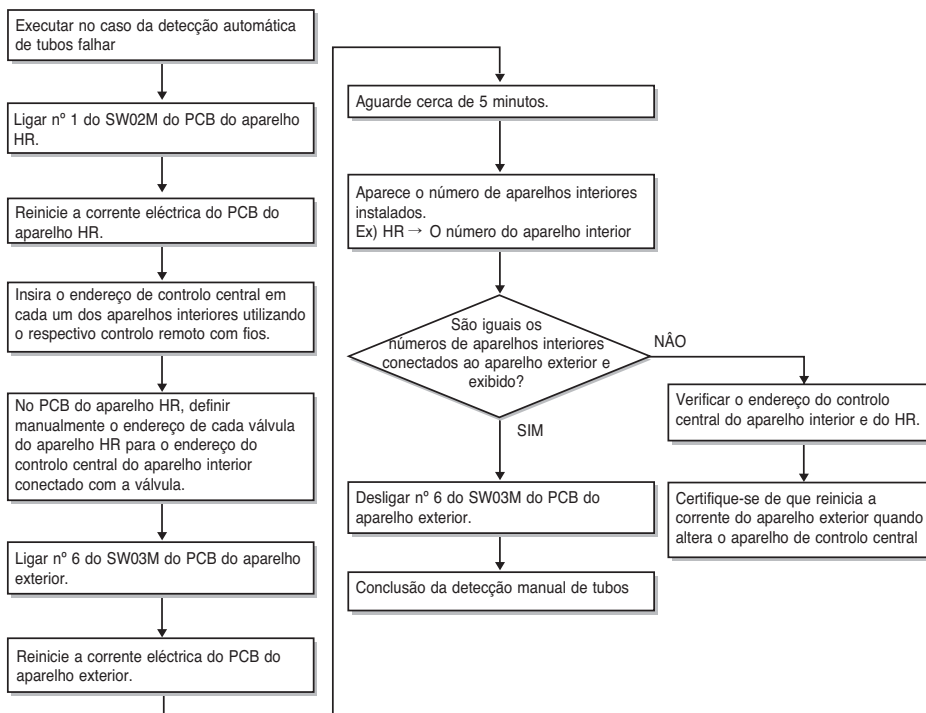 Executar no caso da detecção automática
de tubos falhar
Ligar nº 1 do SW02M do PCB do aparelho
HR.
Reinicie a corrente eléctrica do PCB do
aparelho HR.
Insira o endereço de controlo central em
cada um dos aparelhos interiores utilizando
o respectivo controlo remoto com fios.
No PCB do aparelho HR, definir
manualmente o endereço de cada válvula
do aparelho HR para o endereço do
controlo central do aparelho interior
conectado com a válvula.
Ligar nº 6 do SW03M do PCB do aparelho
exterior.
Reinicie a corrente eléctrica do PCB do
aparelho exterior.
Aguarde cerca de 5 minutos.
Aparece o número de aparelhos interiores
instalados.
Ex) HR → O número do aparelho interior
São iguais os
números de aparelhos interiores
conectados ao aparelho exterior e
exibido?
NÂO
SIM
Verificar o endereço do controlo
central do aparelho interior e do HR.
Certifique-se de que reinicia a
corrente do aparelho exterior quando
altera o aparelho de controlo central
Desligar nº 6 do SW03M do PCB do
aparelho exterior.
Conclusão da detecção manual de tubos